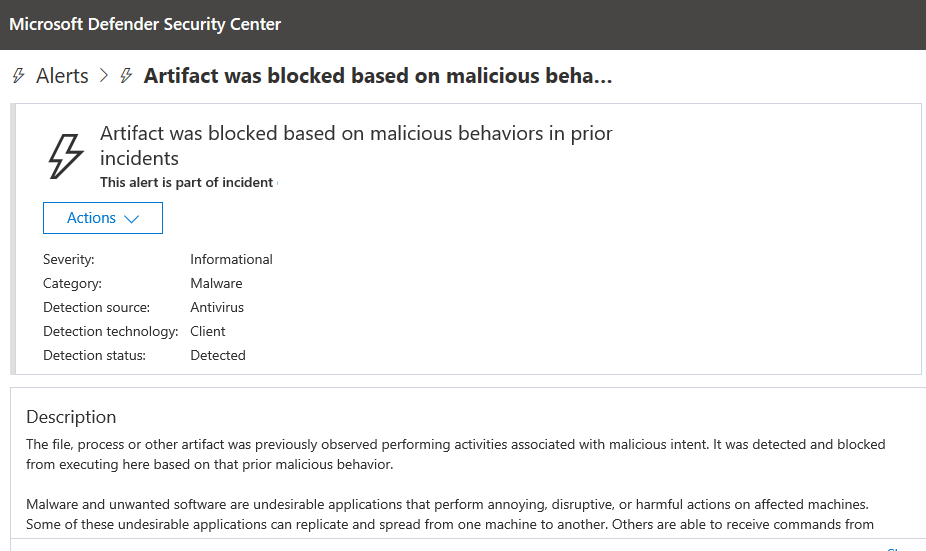 Microsoft Defender Security Center
Alerts > Artifact was blocked based on malicious beha...
Artifact was blocked based on malicious behaviors in prior
incidents
This alert is part of incident
Actions
Severity: Informational
Category: Malware
Detection source: Antivirus
Detection technology: Client
Detection status: Detected
Description
The file, process or other artifact was previously observed performing activities associated with malicious intent. It was detected and blocked
from executing here based on that prior malicious behavior.
Malware and unwanted software are undesirable applications that perform annoying, disruptive, or harmful actions on affected machines.
Some of these undesirable applications can replicate and spread from one machine to another. Others are able to receive commands from